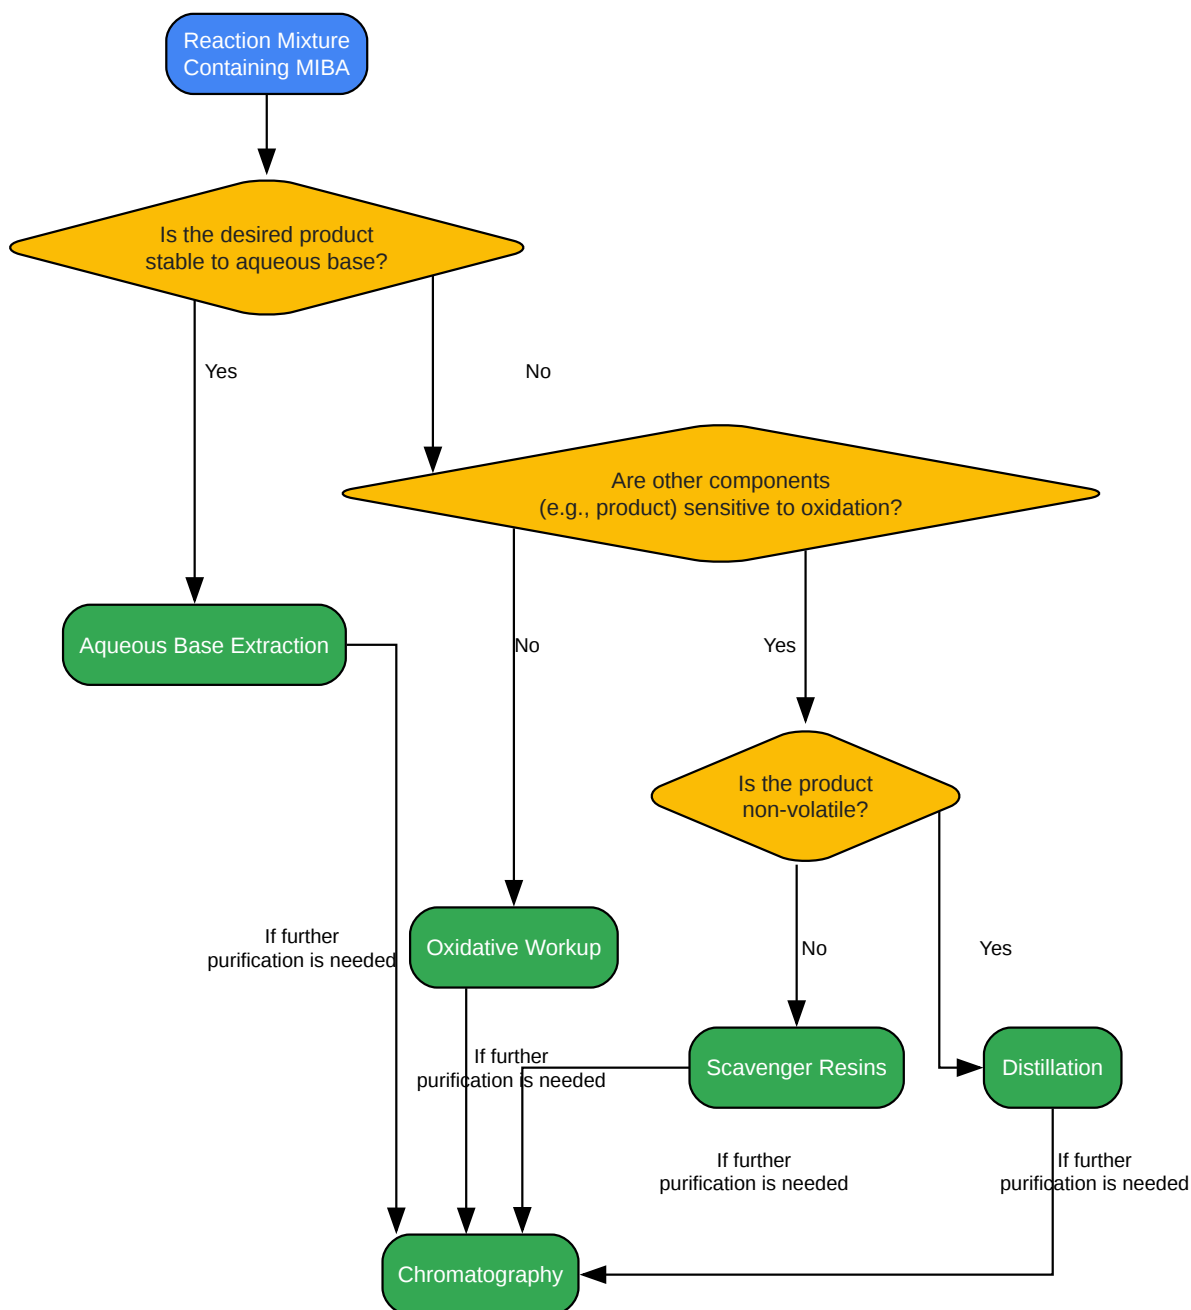 Reaction Mixture
Containing MIBA
Is the desired product
stable to aqueous base?
Yes
No
Are other components
(e.g., product) sensitive to oxidation?
Aqueous Base Extraction
No
Yes
Is the product
non-volatile?
If further
purification is needed
Oxidative Workup
No
Yes
If further
purification is needed
Scavenger Resins
Distillation
If further
purification is needed
If further
purification is needed
Chromatography